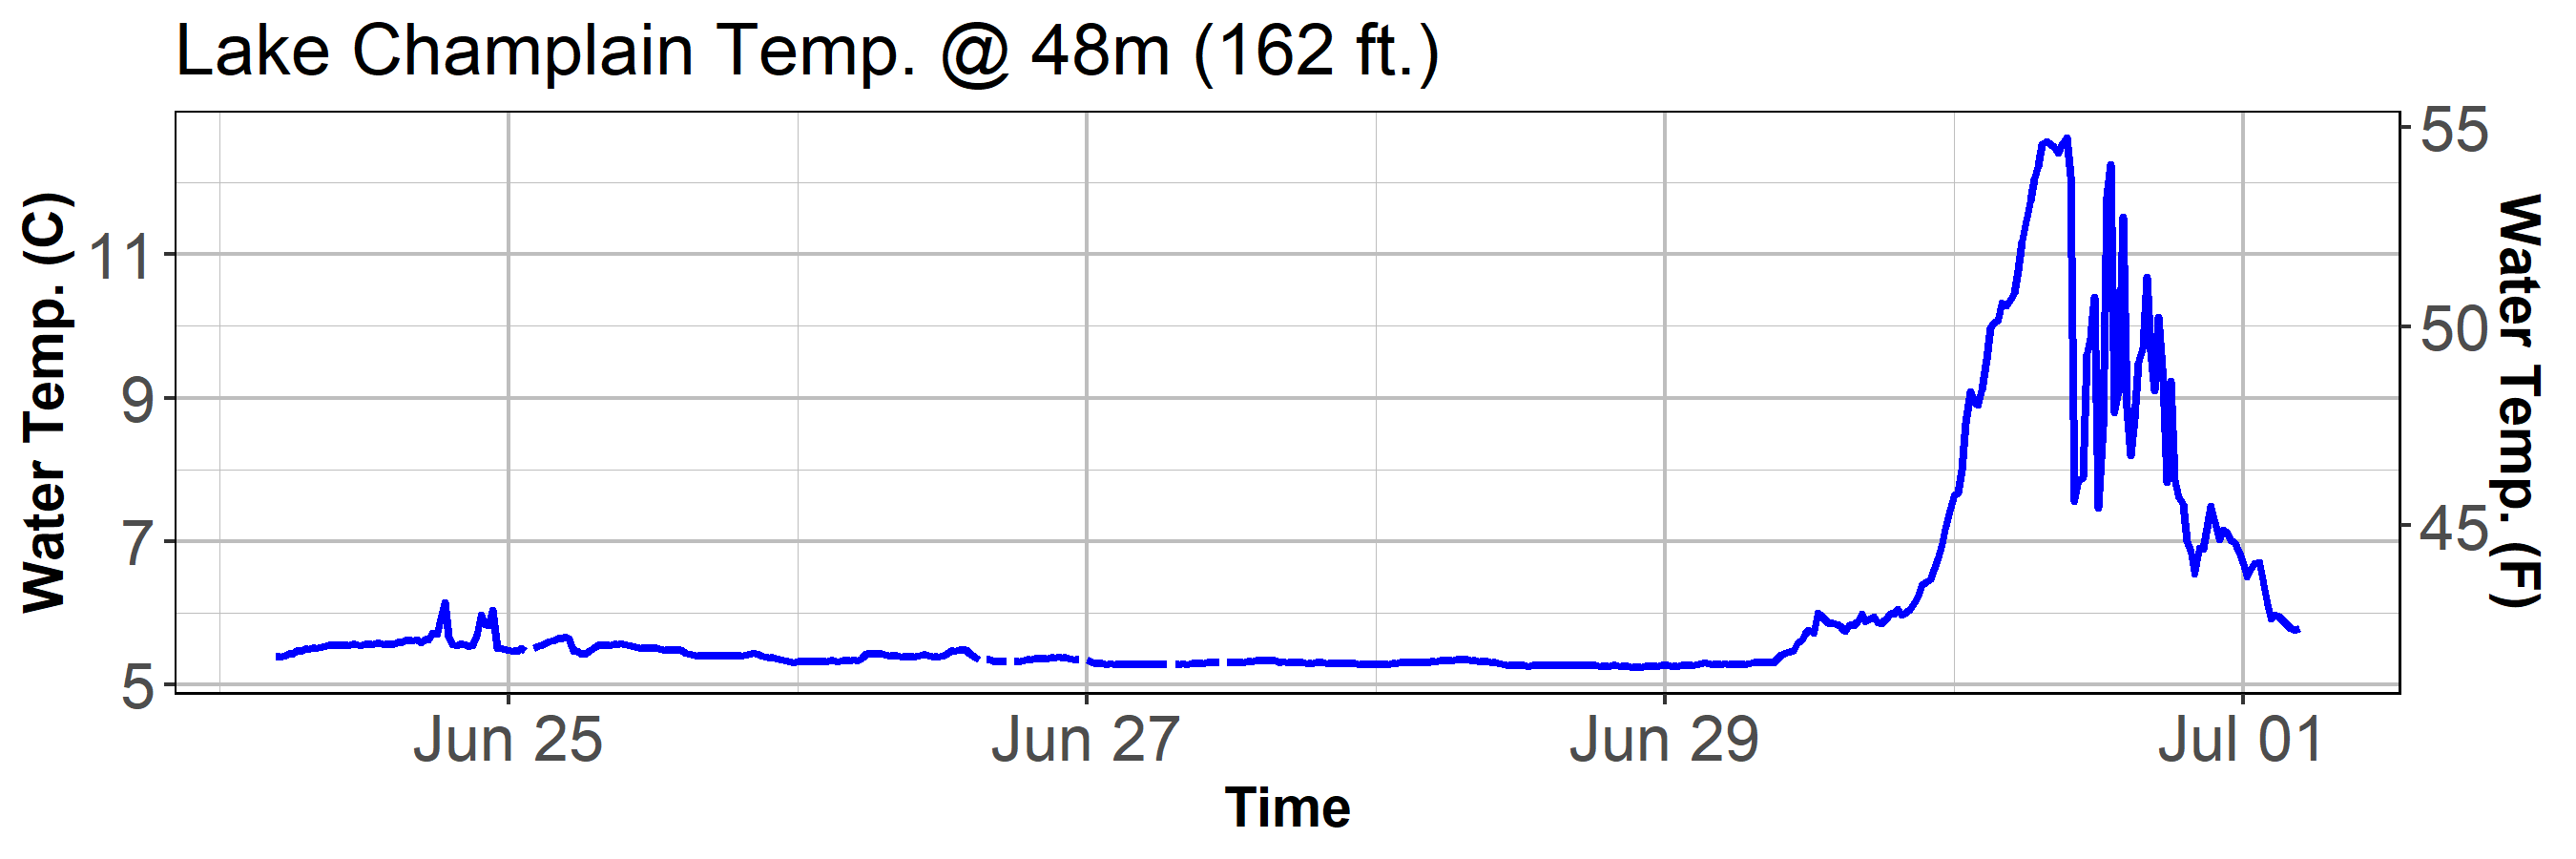 Lake Champlain Temp. @ 48m (162 ft.)
Water Temp. (C)
11
9
7
5
55
50
45
Water Temp. (F)
Jun 25 Jun 27 Jun 29 Jul 01
Time